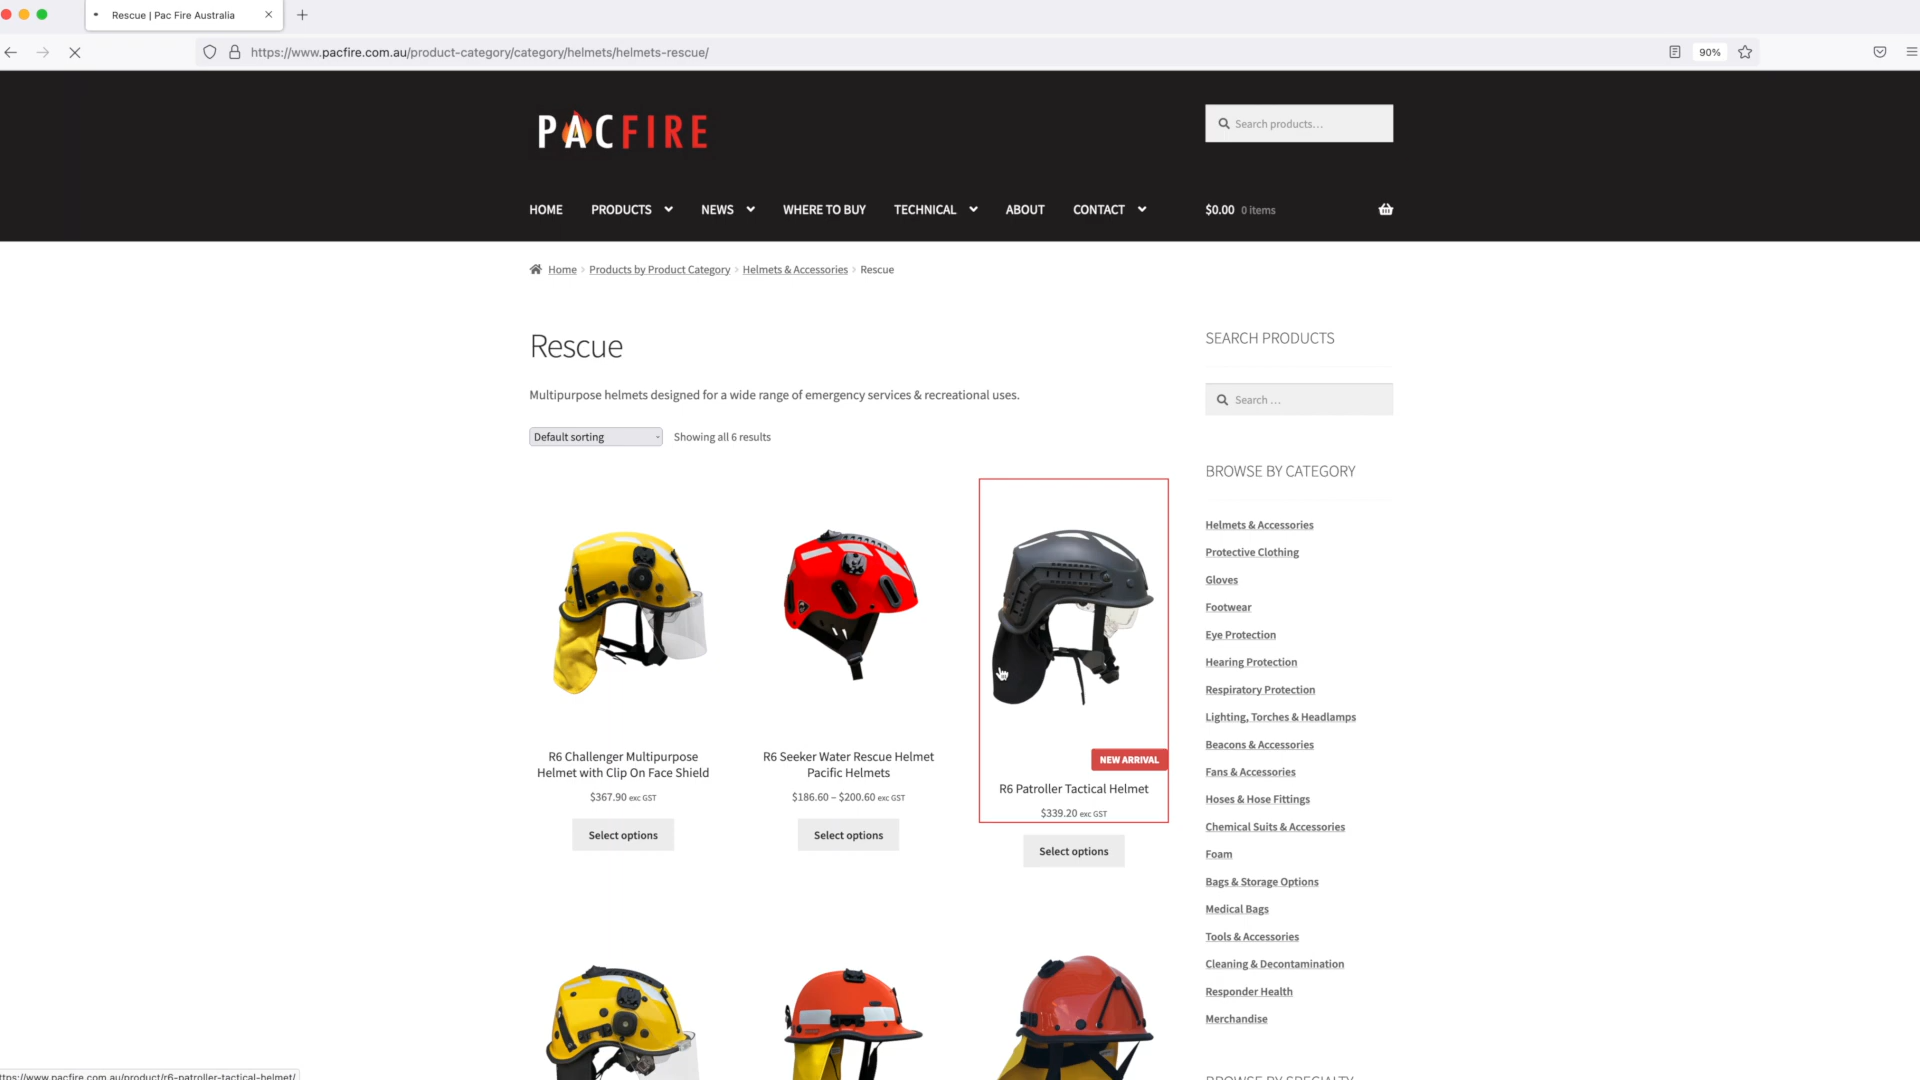 Rescue | Pac Fire Australia
https://www.pacfire.com.au/product-category/category/helmets/helmets-rescue/
90%
PACFIRE
Search products…
HOME PRODUCTS NEWS WHERE TO BUY TECHNICAL ABOUT CONTACT $0.00 0 items
Home > Products by Product Category > Helmets & Accessories > Rescue
Rescue
Multipurpose helmets designed for a wide range of emergency services & recreational uses.
Default sorting Showing all 6 results
R6 Challenger Multipurpose
Helmet with Clip On Face Shield
$367.90 exc GST
Select options
R6 Seeker Water Rescue Helmet
Pacific Helmets
$186.60 – $200.60 exc GST
Select options
NEW ARRIVAL
R6 Patroller Tactical Helmet
$339.20 exc GST
Select options
SEARCH PRODUCTS
Search …
BROWSE BY CATEGORY
Helmets & Accessories
Protective Clothing
Gloves
Footwear
Eye Protection
Hearing Protection
Respiratory Protection
Lighting, Torches & Headlamps
Beacons & Accessories
Fans & Accessories
Hoses & Hose Fittings
Chemical Suits & Accessories
Foam
Bags & Storage Options
Medical Bags
Tools & Accessories
Cleaning & Decontamination
Responder Health
Merchandise
BROWSE BY SPECIALTY
ttps://www.pacfire.com.au/product/r6-patroller-tactical-helmet/